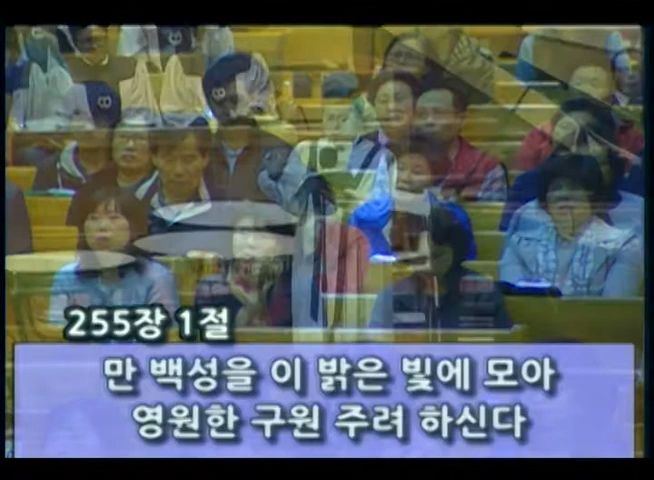 255장 1절
만 백성을 이 밝은 빛에 모아
영원한 구원 주려 하신다